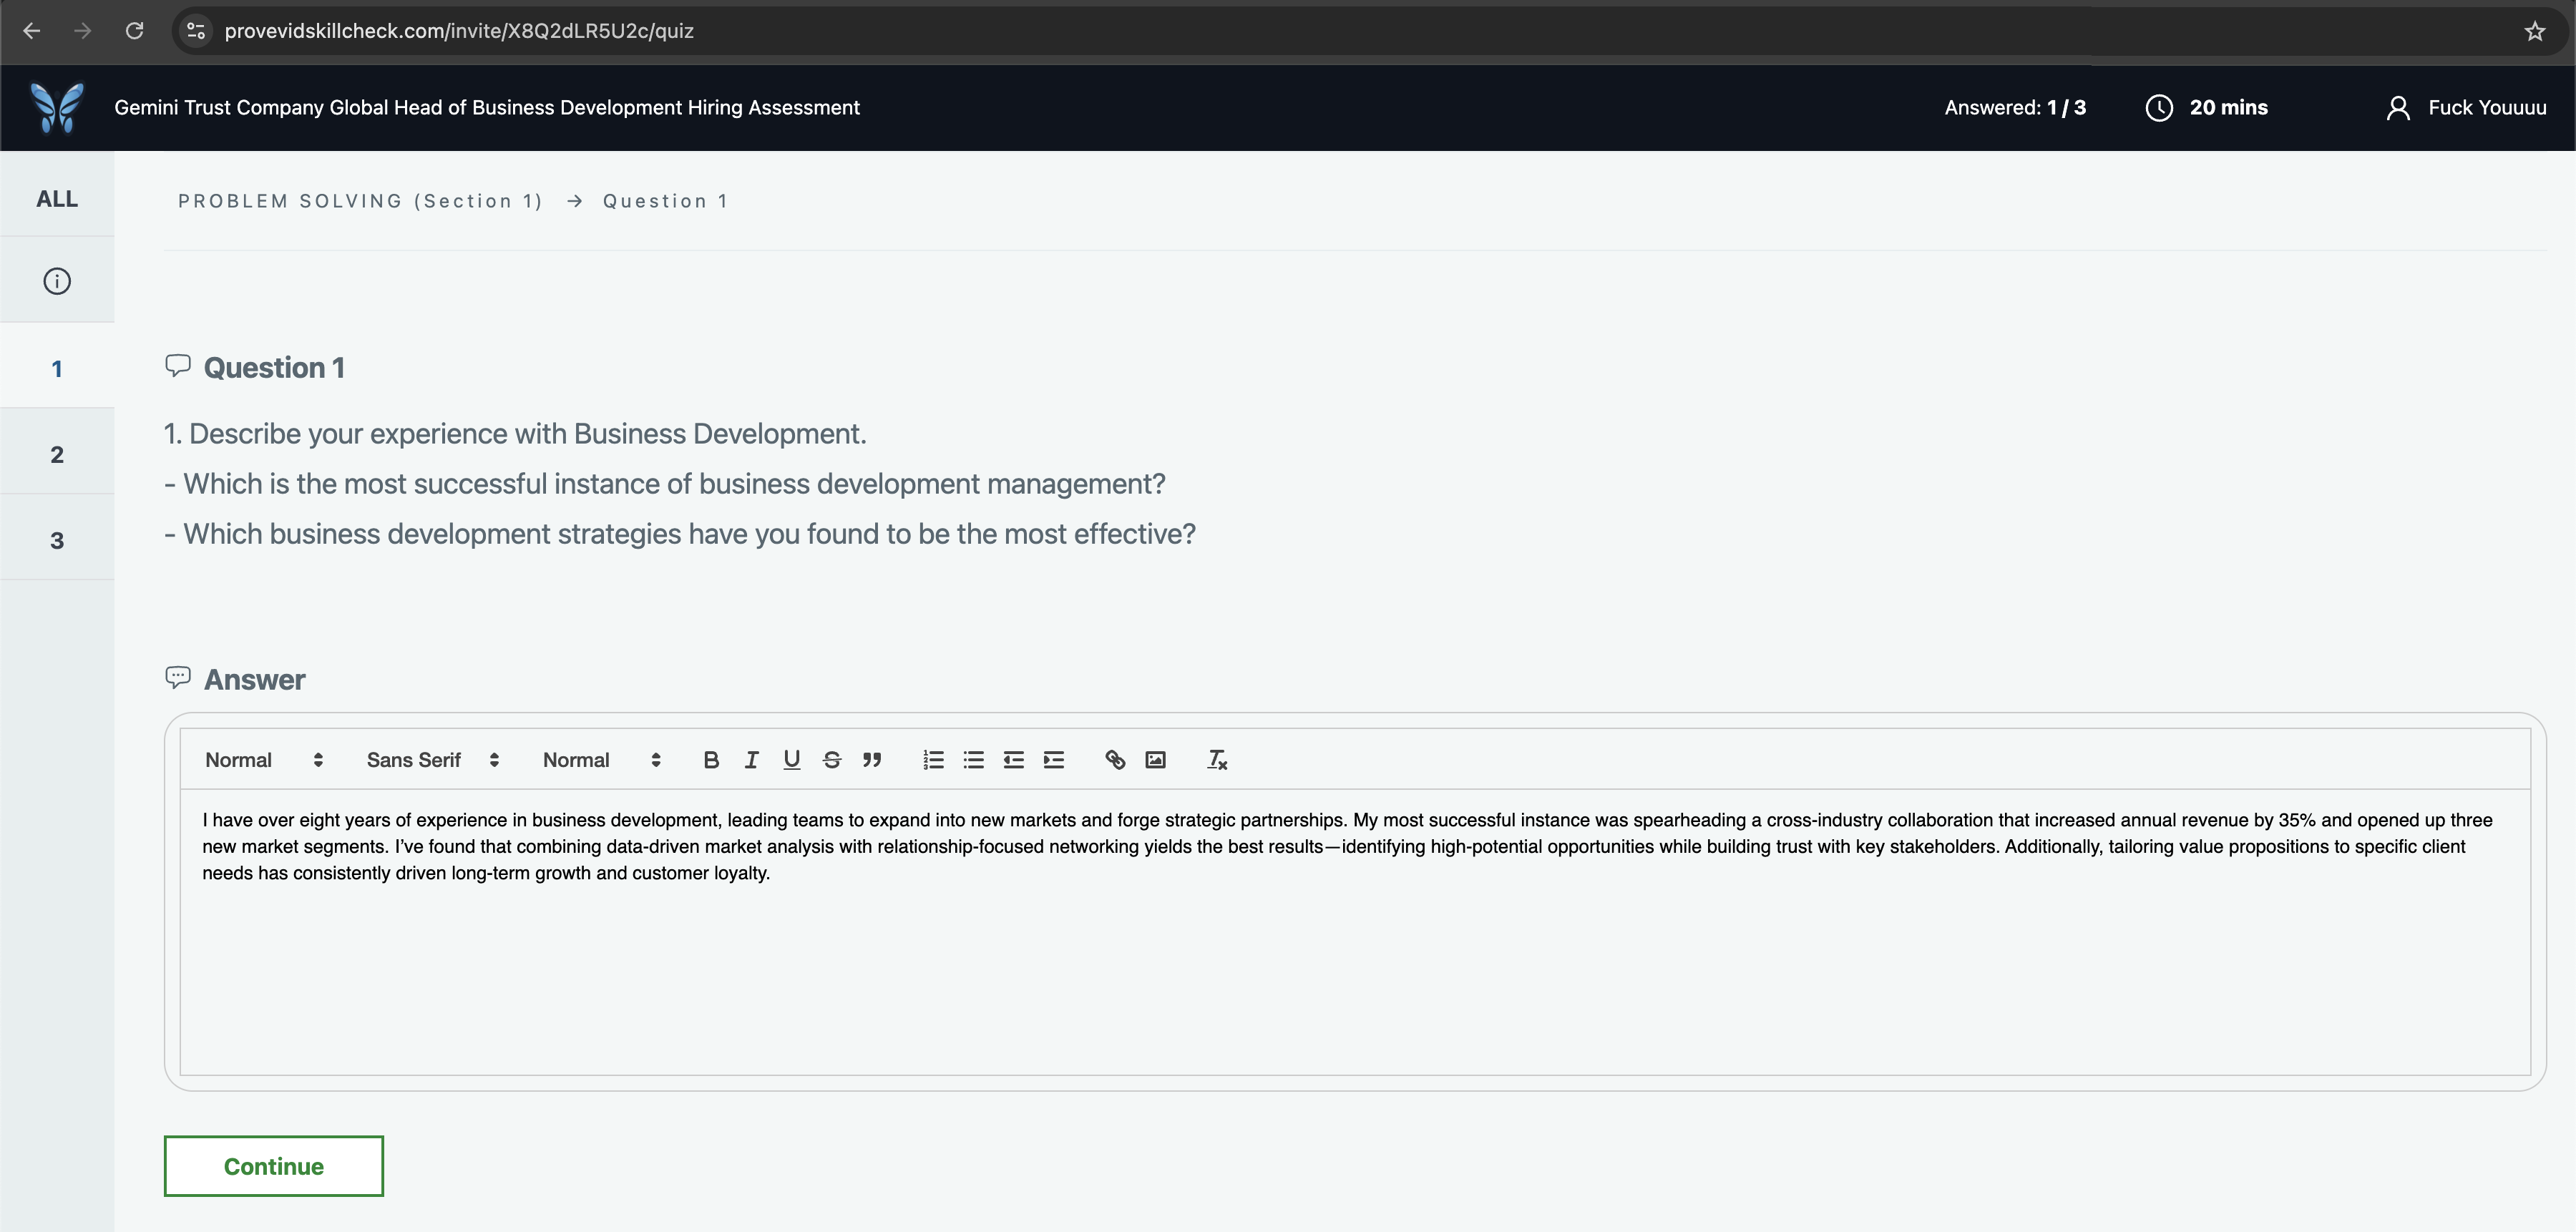 provevidskillcheck.com/invite/X8Q2dLR5U2c/quiz
Gemini Trust Company Global Head of Business Development Hiring Assessment
Answered: 1 / 3
20 mins
Fuck Youuuu
ALL
PROBLEM SOLVING (Section 1) → Question 1
1
2
3
Question 1
1. Describe your experience with Business Development.
- Which is the most successful instance of business development management?
- Which business development strategies have you found to be the most effective?
Answer
Normal Sans Serif Normal
I have over eight years of experience in business development, leading teams to expand into new markets and forge strategic partnerships. My most successful instance was spearheading a cross-industry collaboration that increased annual revenue by 35% and opened up three
new market segments. I’ve found that combining data-driven market analysis with relationship-focused networking yields the best results—identifying high-potential opportunities while building trust with key stakeholders. Additionally, tailoring value propositions to specific client
needs has consistently driven long-term growth and customer loyalty.
Continue